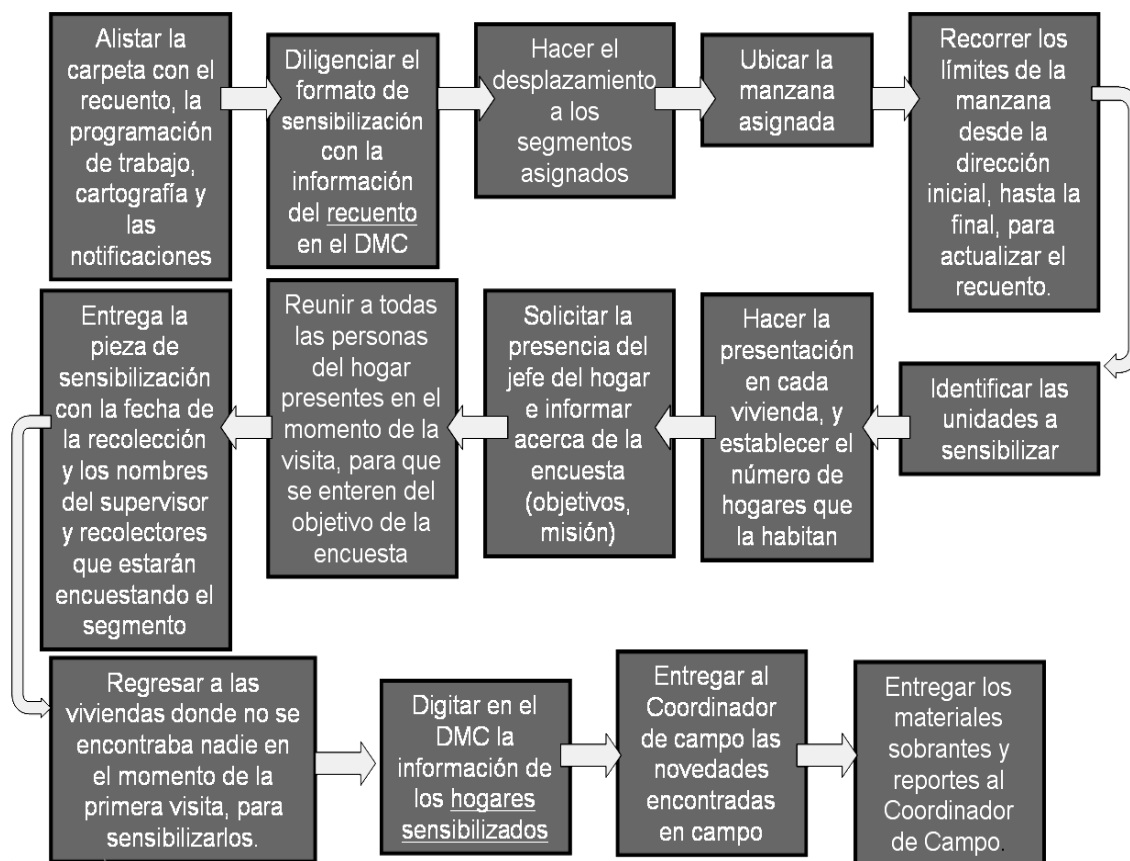 Alistar la
carpeta con el
recuento, la
programación
de trabajo,
cartografía y
las
notificaciones
Diligenciar el
formato de
sensibilización
con la
información
del recuento
en el DMC
Hacer el
desplazamiento
a los
segmentos
asignados
Ubicar la
manzana
asignada
Recorrer los
límites de la
manzana
desde la
dirección
inicial, hasta la
final, para
actualizar el
recuento.
Identificar las
unidades a
sensibilizar
Hacer la
presentación
en cada
vivienda, y
establecer el
número de
hogares que
la habitan
Solicitar la
presencia del
jefe del hogar
e informar
acerca de la
encuesta
(objetivos,
misión)
Reunir a todas
las personas
del hogar
presentes en el
momento de la
visita, para que
se enteren del
objetivo de la
encuesta
Entrega la
pieza de
sensibilización
con la fecha de
la recolección
y los nombres
del supervisor
y recolectores
que estarán
encuestando el
segmento
Regresar a las
viviendas donde no se
encontraba nadie en
el momento de la
primera visita, para
sensibilizarlos.
Digitar en el
DMC la
información de
los hogares
sensibilizados
Entregar al
Coordinador
de campo las
novedades
encontradas
en campo
Entregar los
materiales
sobrantes y
reportes al
Coordinador
de Campo.